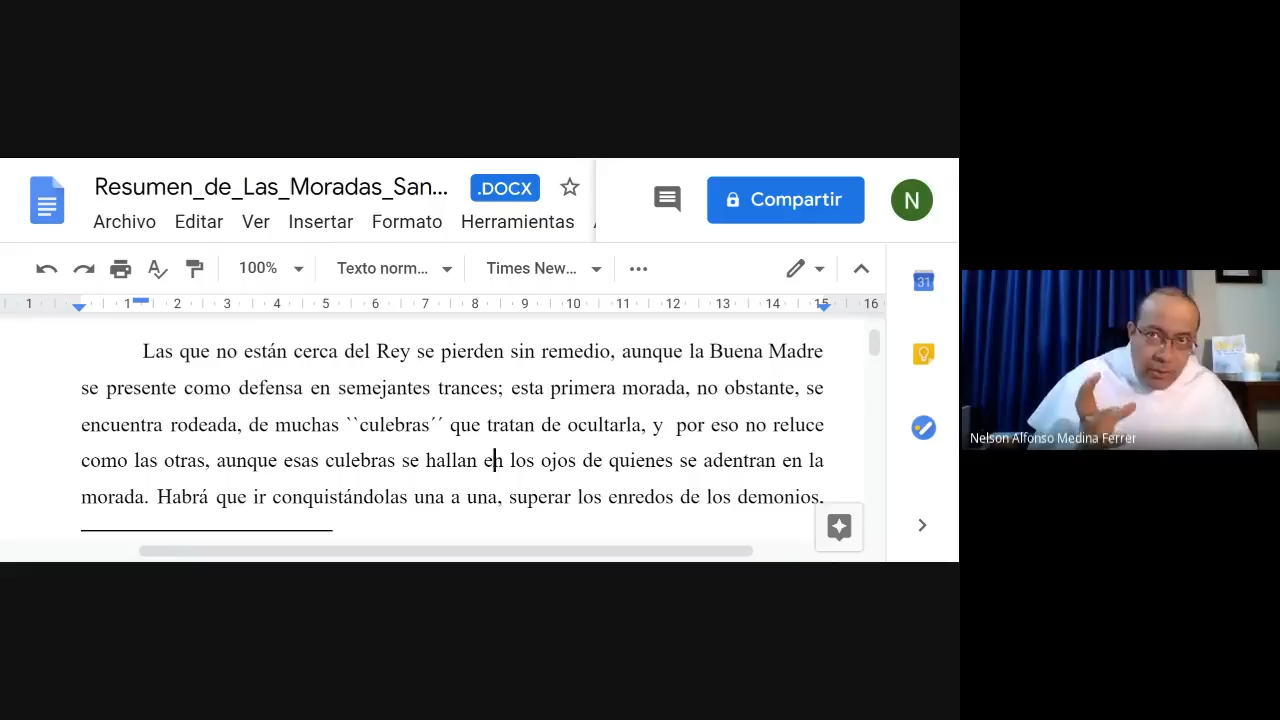 Resumen_de_Las_Moradas_San...
.DOCX
Compartir
N
Archivo Editar Ver Insertar Formato Herramientas
100% Texto norm... Times New...
1 1 2 3 4 5 6 7 8 9 10 11 12 13 14 15 16
31
Las que no están cerca del Rey se pierden sin remedio, aunque la Buena Madre
se presente como defensa en semejantes trances; esta primera morada, no obstante, se
encuentra rodeada, de muchas ``culebras´´ que tratan de ocultarla, y por eso no reluce
como las otras, aunque esas culebras se hallan en los ojos de quienes se adentran en la
morada. Habrá que ir conquistándolas una a una, superar los enredos de los demonios,
Nelson Alfonso Medina Ferrer